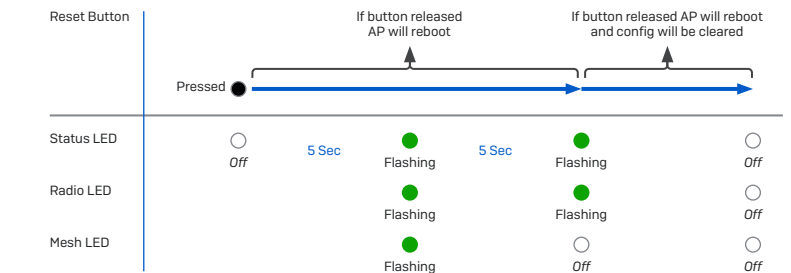 Reset Button
If button released
AP will reboot
If button released AP will reboot
and config will be cleared
Pressed
Status LED
Off
5 Sec
Flashing
5 Sec
Flashing
Off
Radio LED
Flashing
Flashing
Off
Mesh LED
Flashing
Off
Off